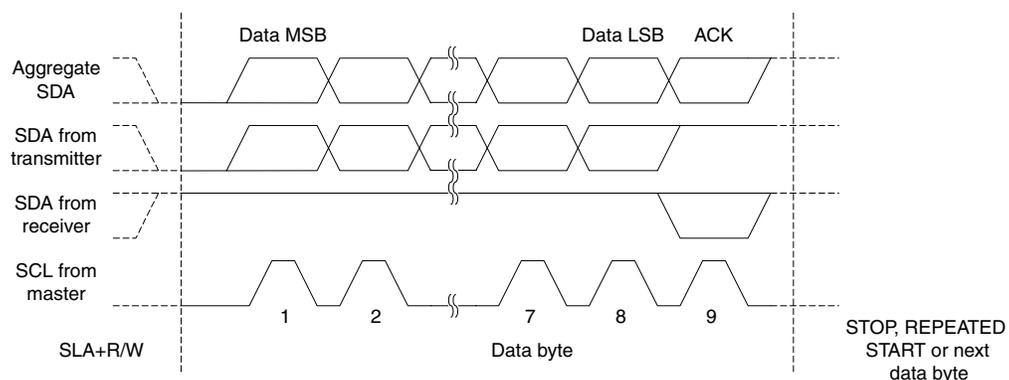 Data MSB
Data LSB
ACK
Aggregate
SDA
SDA from
transmitter
SDA from
receiver
SCL from
master
1
2
7
8
9
SLA+R/W
Data byte
STOP, REPEATED
START or next
data byte